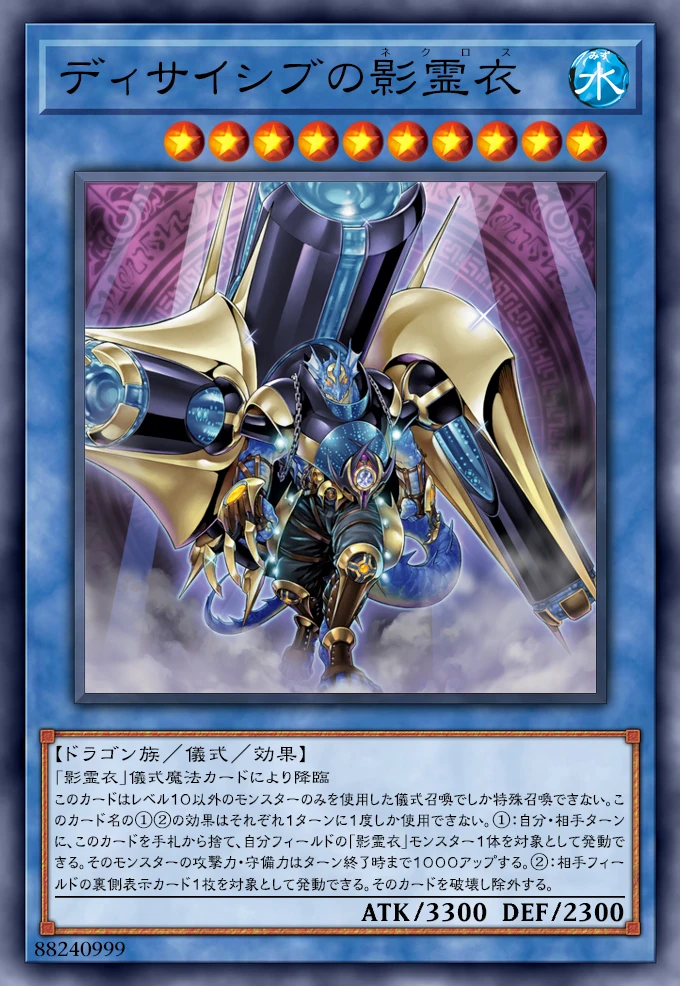 ネクロス
ディサイシブの影霊衣
みず
水
【ドラゴン族／儀式／効果】
「影霊衣」儀式魔法カードにより降臨
このカードはレベル10以外のモンスターのみを使用した儀式召喚でしか特殊召喚できない。こ
のカード名の①②の効果はそれぞれ1ターンに1度しか使用できない。①：自分・相手ターン
に、このカードを手札から捨て、自分フィールドの「影霊衣」モンスター1体を対象として発動で
きる。そのモンスターの攻撃力・守備力はターン終了時まで1000アップする。②：相手フィー
ルドの裏側表示カード1枚を対象として発動できる。そのカードを破壊し除外する。
ATK/3300 DEF/2300
88240999